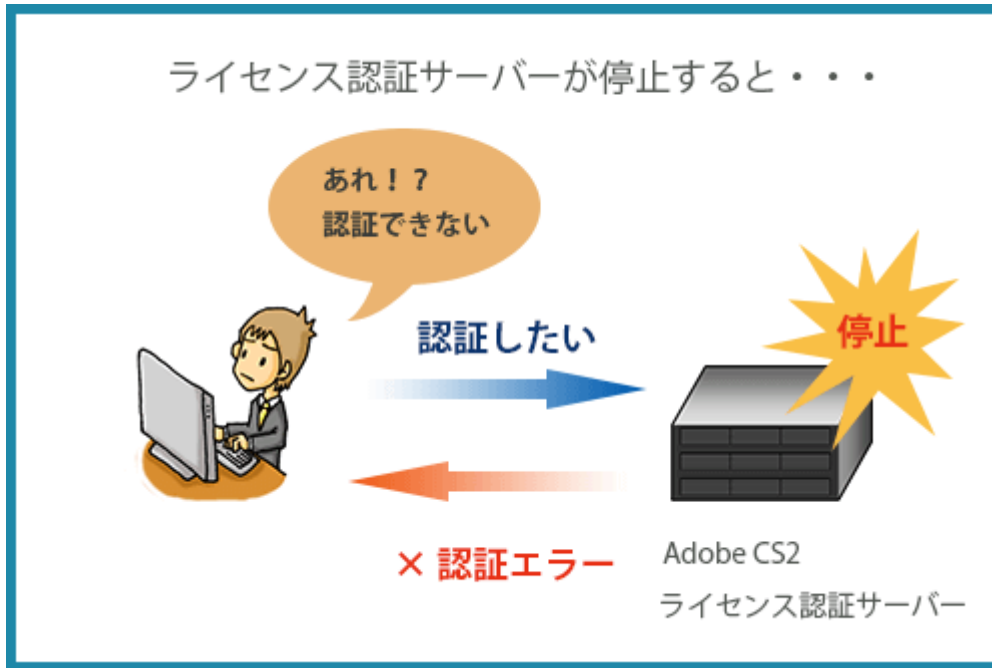 ライセンス認証サーバーが停止すると・・・
あれ！？
認証できない
認証したい
停止
× 認証エラー
Adobe CS2
ライセンス認証サーバー